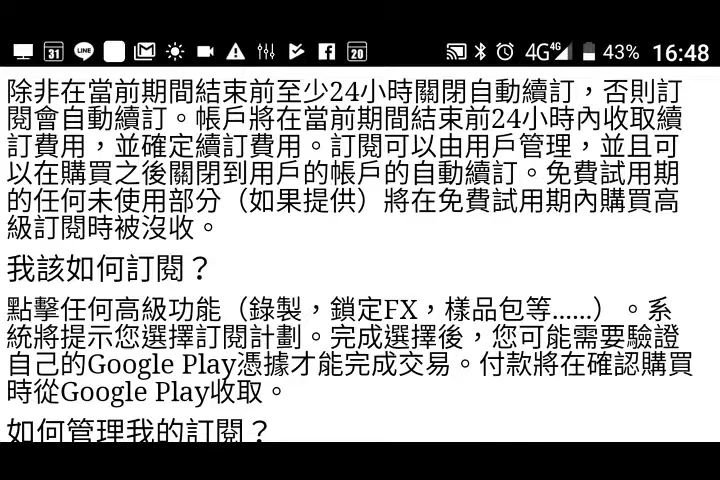 31 LINE 20 4G 4G 43% 16:48
除非在當前期間結束前至少24小時關閉自動續訂，否則訂
閱會自動續訂。帳戶將在當前期間結束前24小時內收取續
訂費用，並確定續訂費用。訂閱可以由用戶管理，並且可
以在購買之後關閉到用戶的帳戶的自動續訂。免費試用期
的任何未使用部分（如果提供）將在免費試用期內購買高
級訂閱時被沒收。
我該如何訂閱？
點擊任何高級功能（錄製，鎖定FX，樣品包等......）。系
統將提示您選擇訂閱計劃。完成選擇後，您可能需要驗證
自己的Google Play憑據才能完成交易。付款將在確認購買
時從Google Play收取。
如何管理我的訂閱？